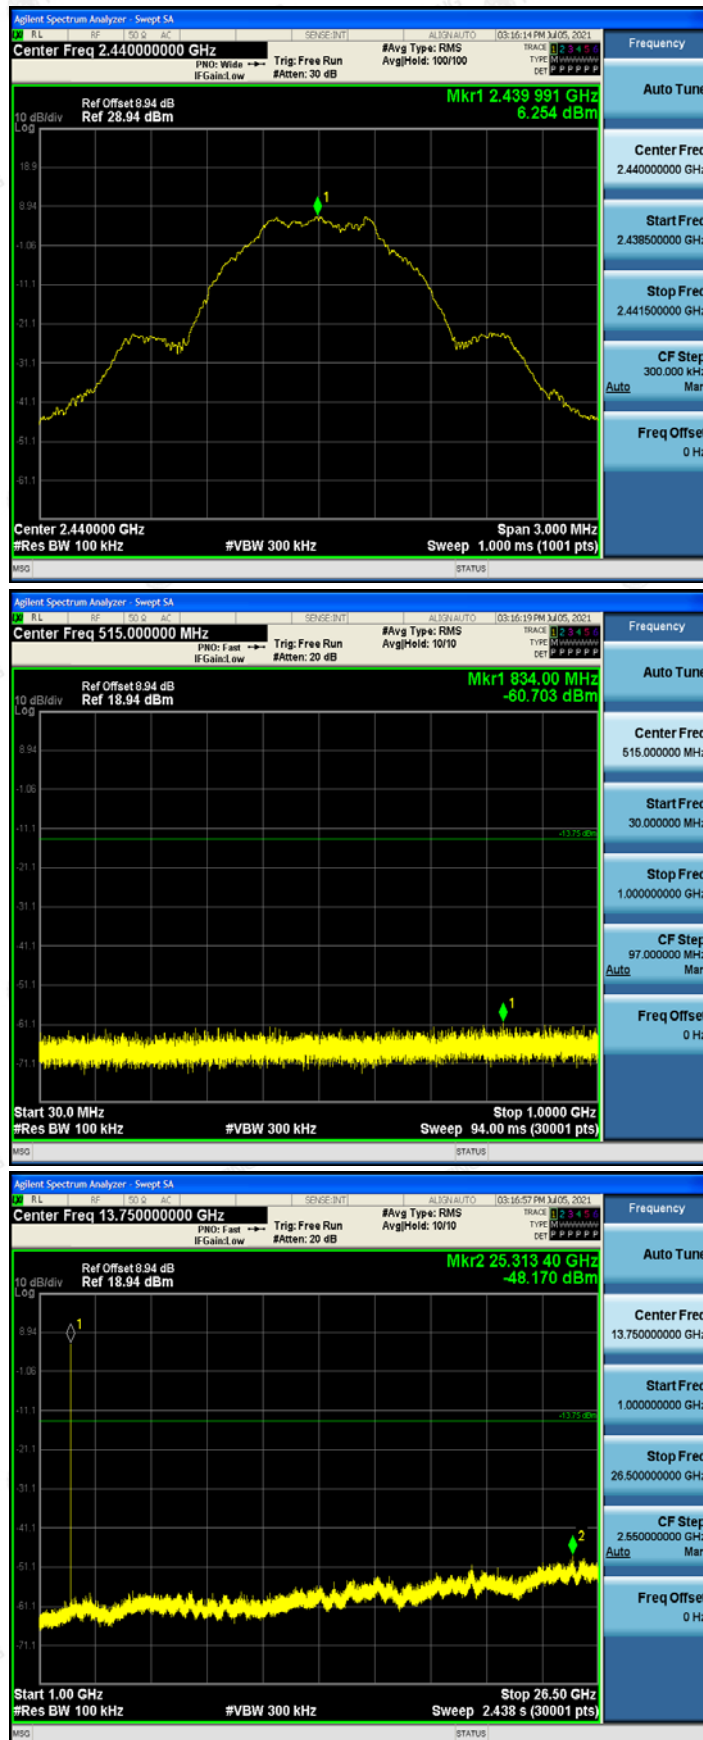 Agilent Spectrum Analyzer - Swept SA
RL RF 50 Ω AC SENSE:INT ALIGN AUTO 03:16:14 PM Jul 05, 2021
Center Freq 2.440000000 GHz
PNO: Wide
IFGain:Low
Trig: Free Run
#Atten: 30 dB
#Avg Type: RMS
Avg|Hold: 100/100
TRACE 1 2 3 4 5 6
TYPE M
DET P P P P P P
Frequency
Mkr1 2.439 991 GHz
6.254 dBm
Ref Offset 8.94 dB
10 dB/div Ref 28.94 dBm
Log
18.9
8.94
-1.06
-11.1
-21.1
-31.1
-41.1
-51.1
-61.1
1
Center 2.440000 GHz Span 3.000 MHz
#Res BW 100 kHz #VBW 300 kHz Sweep 1.000 ms (1001 pts)
MSG STATUS
Auto Tune
Center Freq
2.440000000 GHz
Start Freq
2.438500000 GHz
Stop Freq
2.441500000 GHz
CF Step
300.000 kHz
Auto Man
Freq Offset
0 Hz
Agilent Spectrum Analyzer - Swept SA
RL RF 50 Ω AC SENSE:INT ALIGN AUTO 03:16:19 PM Jul 05, 2021
Center Freq 515.000000 MHz
PNO: Fast
IFGain:Low
Trig: Free Run
#Atten: 20 dB
#Avg Type: RMS
Avg|Hold: 10/10
TRACE 1 2 3 4 5 6
TYPE M
DET P P P P P P
Frequency
Mkr1 834.00 MHz
-60.703 dBm
Ref Offset 8.94 dB
10 dB/div Ref 18.94 dBm
Log
8.94
-1.06
-11.1
-21.1
-31.1
-41.1
-51.1
-61.1
-71.1
-13.75 dBm
1
Start 30.0 MHz Stop 1.0000 GHz
#Res BW 100 kHz #VBW 300 kHz Sweep 94.00 ms (30001 pts)
MSG STATUS
Auto Tune
Center Freq
515.000000 MHz
Start Freq
30.000000 MHz
Stop Freq
1.000000000 GHz
CF Step
97.000000 MHz
Auto Man
Freq Offset
0 Hz
Agilent Spectrum Analyzer - Swept SA
RL RF 50 Ω AC SENSE:INT ALIGN AUTO 03:16:57 PM Jul 05, 2021
Center Freq 13.750000000 GHz
PNO: Fast
IFGain:Low
Trig: Free Run
#Atten: 20 dB
#Avg Type: RMS
Avg|Hold: 10/10
TRACE 1 2 3 4 5 6
TYPE M
DET P P P P P P
Frequency
Mkr2 25.313 40 GHz
-48.170 dBm
Ref Offset 8.94 dB
10 dB/div Ref 18.94 dBm
Log
8.94
-1.06
-11.1
-21.1
-31.1
-41.1
-51.1
-61.1
-71.1
-13.75 dBm
1
2
Start 1.00 GHz Stop 26.50 GHz
#Res BW 100 kHz #VBW 300 kHz Sweep 2.438 s (30001 pts)
MSG STATUS
Auto Tune
Center Freq
13.750000000 GHz
Start Freq
1.000000000 GHz
Stop Freq
26.500000000 GHz
CF Step
2.550000000 GHz
Auto Man
Freq Offset
0 Hz